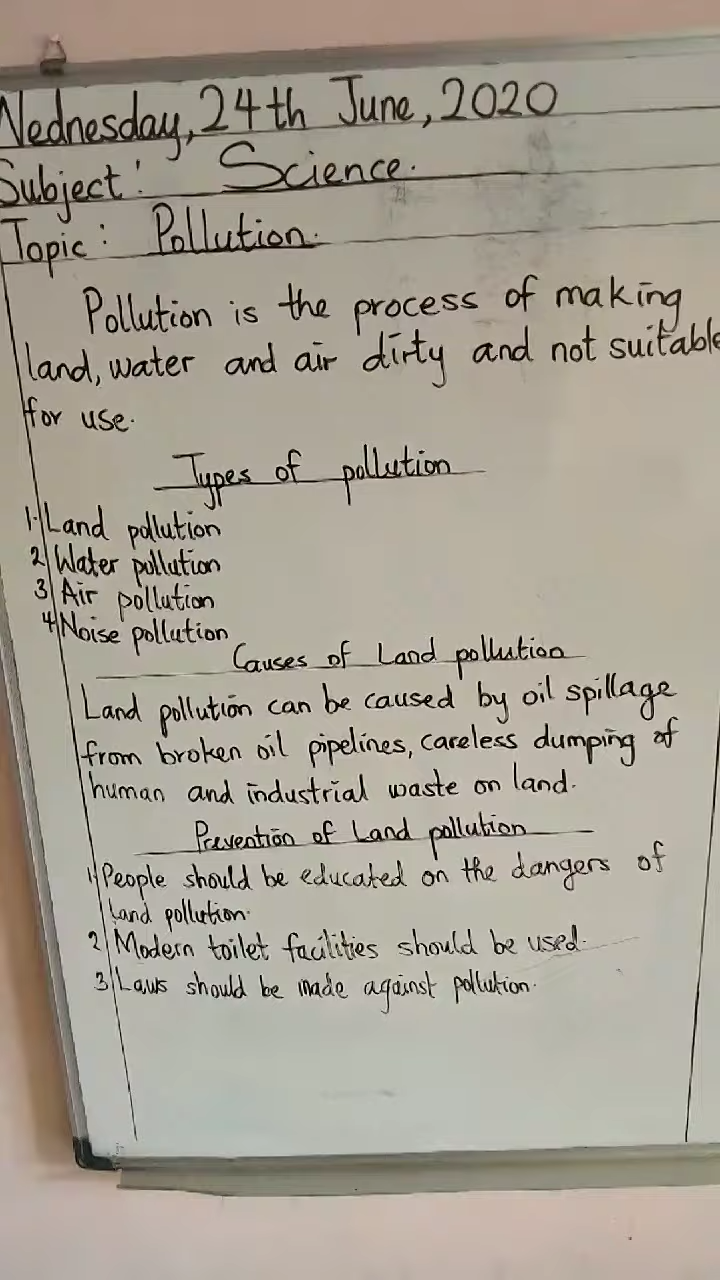 Wednesday, 24th June, 2020
Subject: Science.
Topic: Pollution.
Pollution is the process of making
land, water and air dirty and not suitable
for use.
Types of pollution
1. Land pollution
2 Water pollution
3 Air pollution
4 Noise pollution
Causes of Land pollution
Land pollution can be caused by oil spillage
from broken oil pipelines, careless dumping of
human and industrial waste on land.
Prevention of Land pollution
1 People should be educated on the dangers of
land pollution.
2 Modern toilet facilities should be used.
3 Laws should be made against pollution.